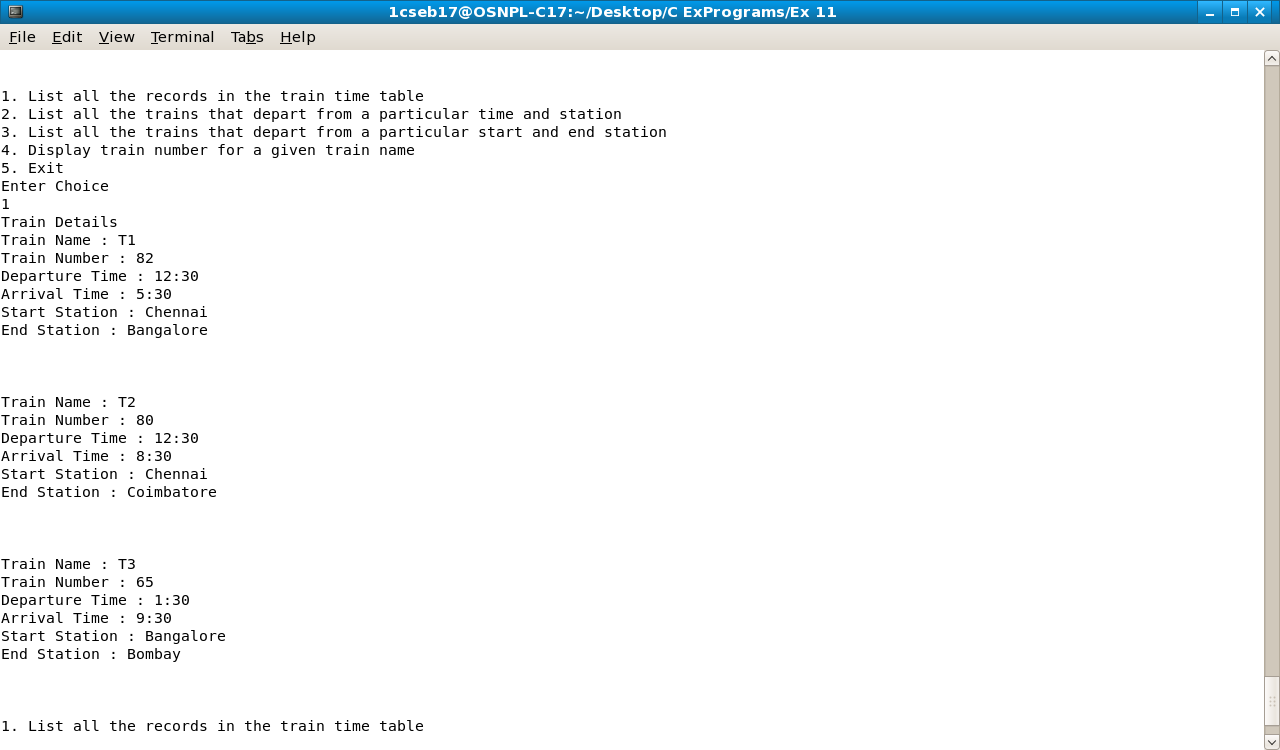 1cseb17@OSNPL-C17:~/Desktop/C ExPrograms/Ex 11
File Edit View Terminal Tabs Help
1. List all the records in the train time table
2. List all the trains that depart from a particular time and station
3. List all the trains that depart from a particular start and end station
4. Display train number for a given train name
5. Exit
Enter Choice
1
Train Details
Train Name : T1
Train Number : 82
Departure Time : 12:30
Arrival Time : 5:30
Start Station : Chennai
End Station : Bangalore
Train Name : T2
Train Number : 80
Departure Time : 12:30
Arrival Time : 8:30
Start Station : Chennai
End Station : Coimbatore
Train Name : T3
Train Number : 65
Departure Time : 1:30
Arrival Time : 9:30
Start Station : Bangalore
End Station : Bombay
1. List all the records in the train time table